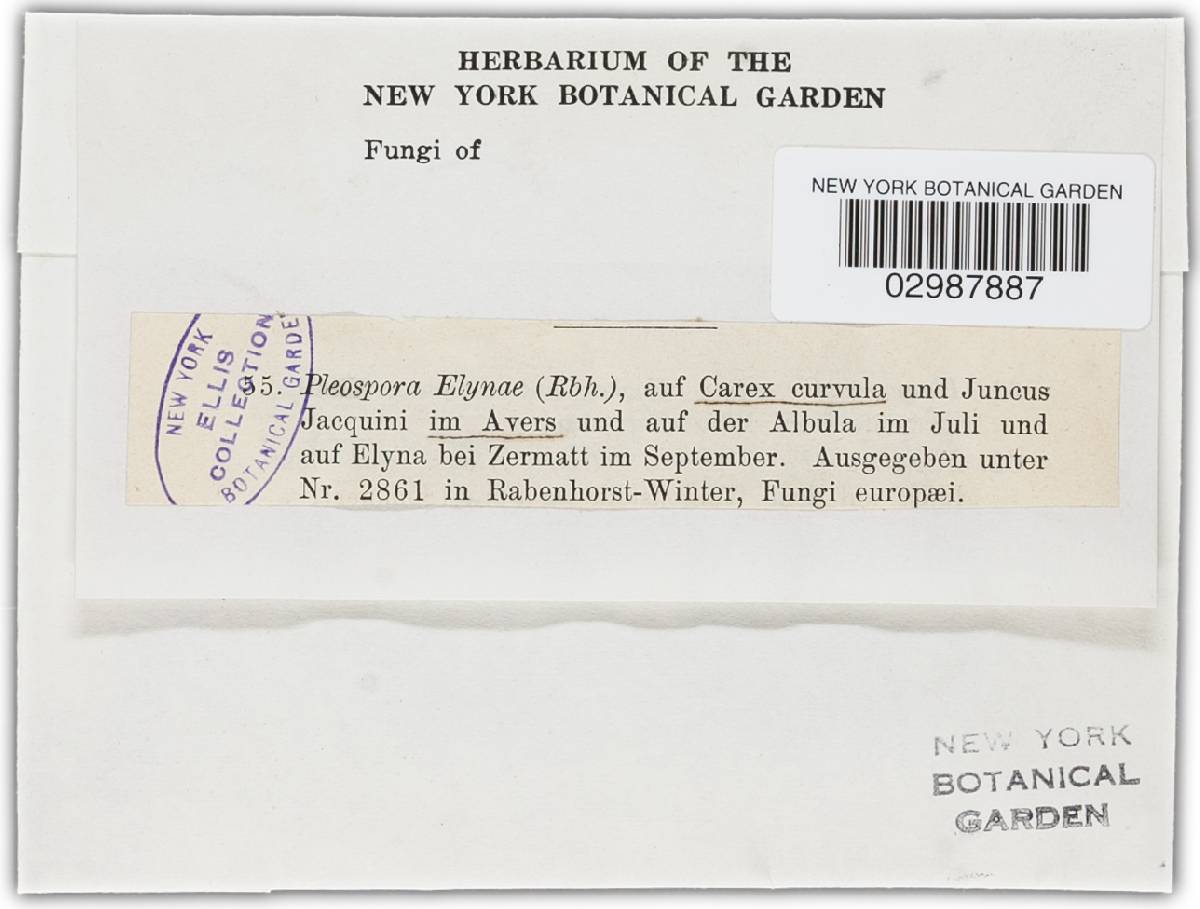 HERBARIUM OF THE
NEW YORK BOTANICAL GARDEN
Fungi of
NEW YORK BOTANICAL GARDEN
02987887
NEW YORK
ELLIS
COLLECTION
BOTANICAL GARDE
55. Pleospora Elynae (Rbh.), auf Carex curvula und Juncus
Jacquini im Avers und auf der Albula im Juli und
auf Elyna bei Zermatt im September. Ausgegeben unter
Nr. 2861 in Rabenhorst-Winter, Fungi europæi.
NEW YORK
BOTANICAL
GARDEN